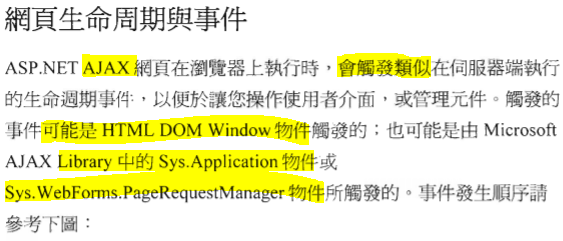 網頁生命周期與事件
ASP.NET AJAX 網頁在瀏覽器上執行時，會觸發類似在伺服器端執行
的生命週期事件，以便於讓您操作使用者介面，或管理元件。觸發的
事件可能是 HTML DOM Window 物件觸發的；也可能是由 Microsoft
AJAX Library 中的 Sys.Application 物件或
Sys.WebForms.PageRequestManager 物件所觸發的。事件發生順序請
參考下圖：